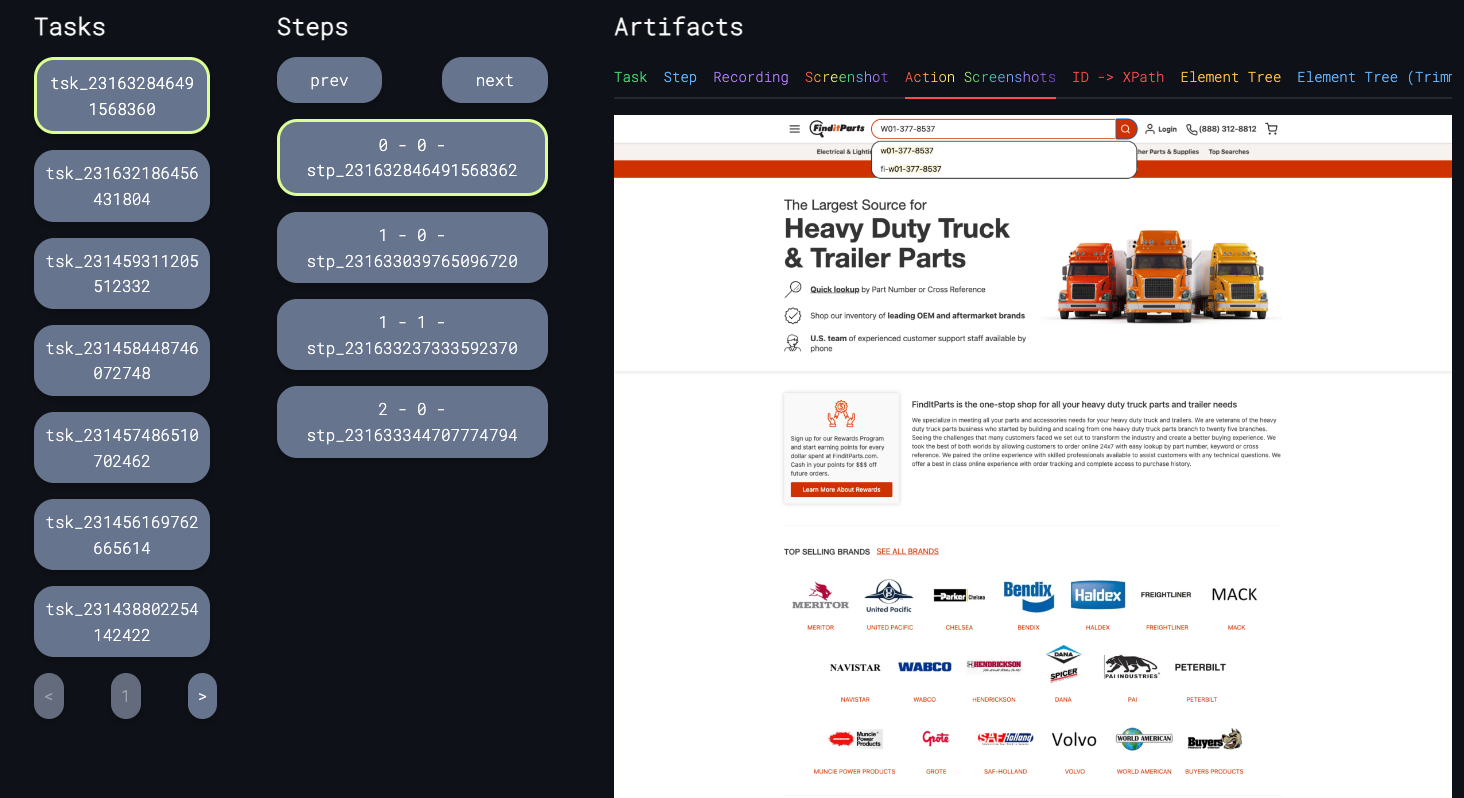 Tasks
tsk_23163284649
1568360
tsk_231632186456
431804
tsk_231459311205
512332
tsk_231458448746
072748
tsk_231457486510
702462
tsk_231456169762
665614
tsk_231438802254
142422
<
1
>
Steps
prev
next
0 - 0 -
stp_231632846491568362
1 - 0 -
stp_231633039765096720
1 - 1 -
stp_231633237333592370
2 - 0 -
stp_231633344707774794
Artifacts
Task Step Recording Screenshot Action Screenshots ID -> XPath Element Tree Element Tree (Trimm
FinditParts
W01-377-8537
Login
(888) 312-8812
w01-377-8537
fi-w01-377-8537
Electrical & Lighti
her Parts & Supplies
Top Searches
The Largest Source for
Heavy Duty Truck
& Trailer Parts
Quick lookup by Part Number or Cross Reference
Shop our inventory of leading OEM and aftermarket brands
U.S. team of experienced customer support staff available by
phone
Sign up for our Rewards Program
and start earning points for every
dollar spent at FinditParts.com.
Cash in your points for $$$ off
future orders.
Learn More About Rewards
FinditParts is the one-stop shop for all your heavy duty truck parts and trailer needs
We specialize in meeting all your parts and accessories needs for your heavy duty truck and trailers. We are veterans of the heavy
duty truck parts business who started by building and scaling from one heavy duty truck parts branch to twenty five branches.
Seeing the challenges that many customers faced we set out to transform the industry and create a better buying experience. We
took the best of both worlds by allowing customers to order online 24x7 with easy lookup by part number, keyword or cross
reference. We paired the online experience with skilled professionals available to assist customers with any technical questions. We
offer a best in class online experience with order tracking and complete access to purchase history.
TOP SELLING BRANDS SEE ALL BRANDS
MERITOR
United Pacific
Parker Chelsea
Bendix
Haldex
FREIGHTLINER
MACK
MERITOR
UNITED PACIFIC
CHELSEA
BENDIX
HALDEX
FREIGHTLINER
MACK
NAVISTAR
WABCO
HENDRICKSON
DANA
SPICER
PAI INDUSTRIES
PETERBILT
NAVISTAR
WABCO
HENDRICKSON
DANA
PAI
PETERBILT
Muncie
Power
Products
Grote
SAF Holland
Volvo
WORLD AMERICAN
Buyers
MUNCIE POWER PRODUCTS
GROTE
SAF-HOLLAND
VOLVO
WORLD AMERICAN
BUYERS PRODUCTS